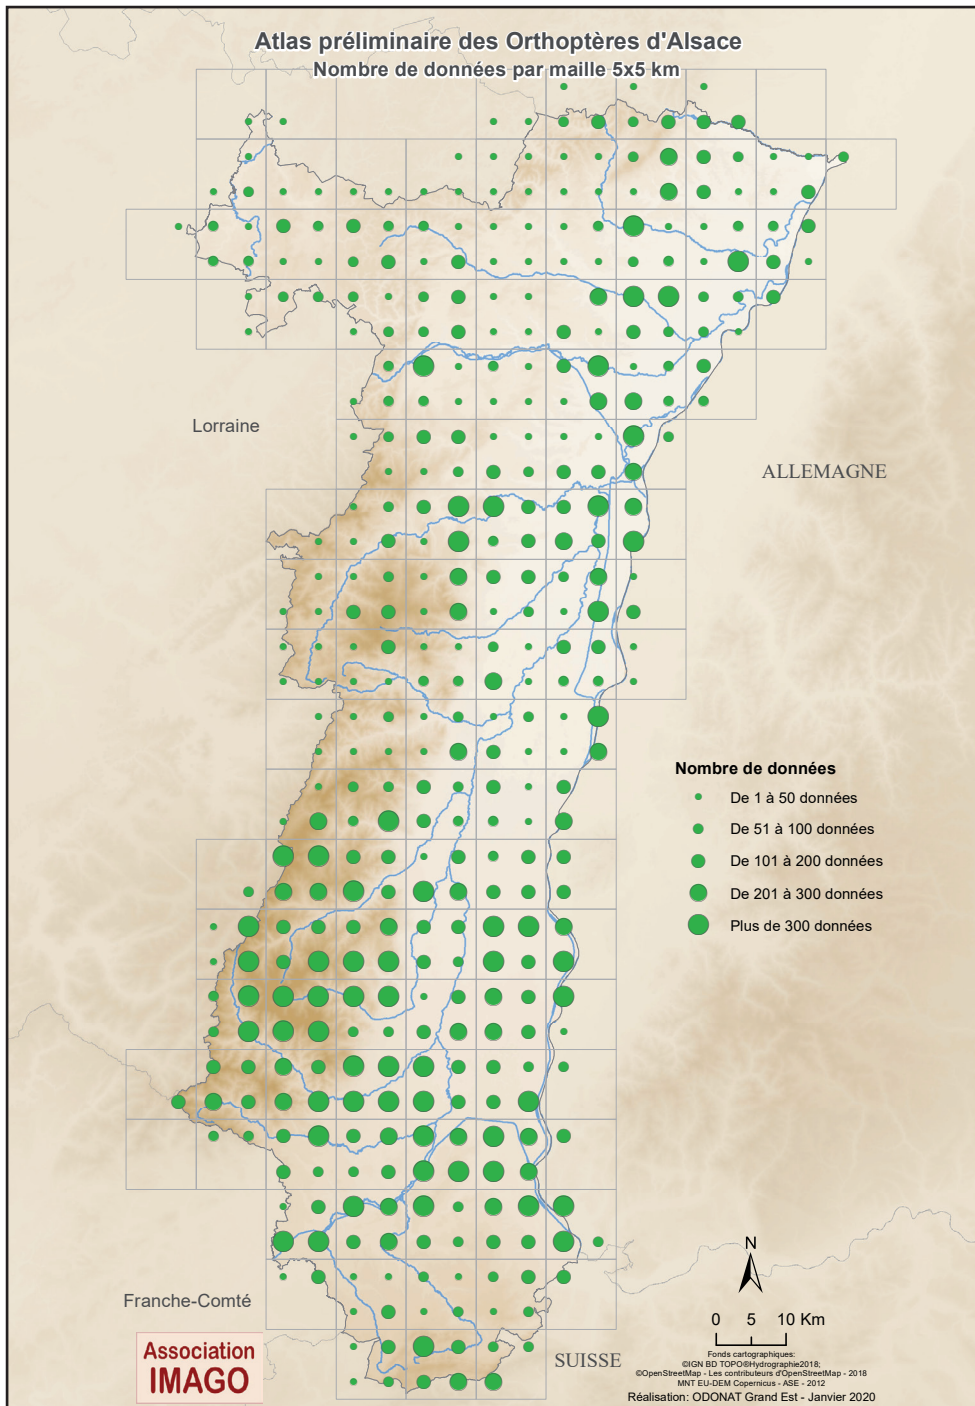 Atlas préliminaire des Orthoptères d'Alsace
Nombre de données par maille 5x5 km
Lorraine
ALLEMAGNE
Nombre de données
De 1 à 50 données
De 51 à 100 données
De 101 à 200 données
De 201 à 300 données
Plus de 300 données
N
Franche-Comté
0 5 10 Km
Association
IMAGO
SUISSE
Fonds cartographiques:
©IGN BD TOPO®Hydrographie2018;
©OpenStreetMap - Les contributeurs d'OpenStreetMap - 2018
MNT EU-DEM Copernicus - ASE - 2012
Réalisation: ODONAT Grand Est - Janvier 2020